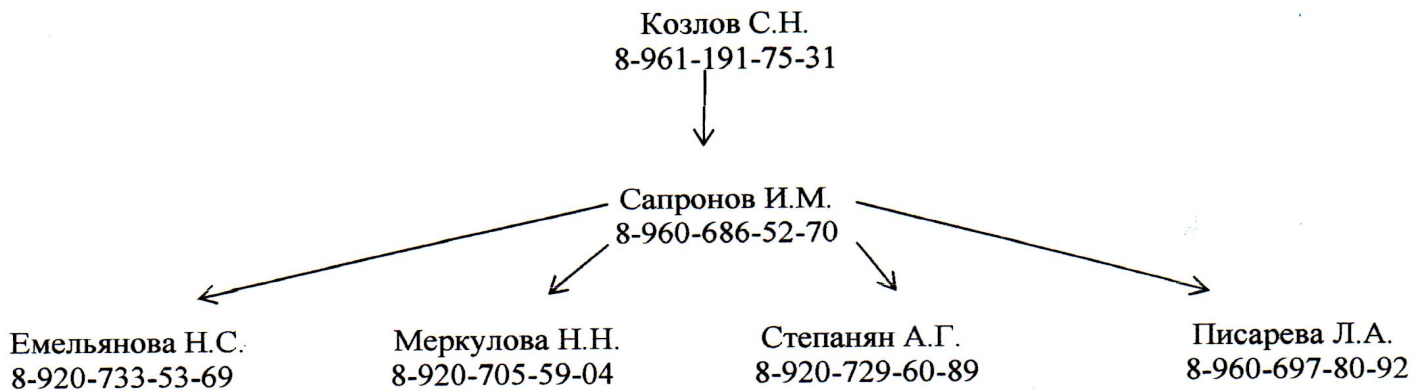 Козлов С.Н.
8-961-191-75-31
Сапронов И.М.
8-960-686-52-70
Емельянова Н.С.
8-920-733-53-69
Меркулова Н.Н.
8-920-705-59-04
Степанян А.Г.
8-920-729-60-89
Писарева Л.А.
8-960-697-80-92